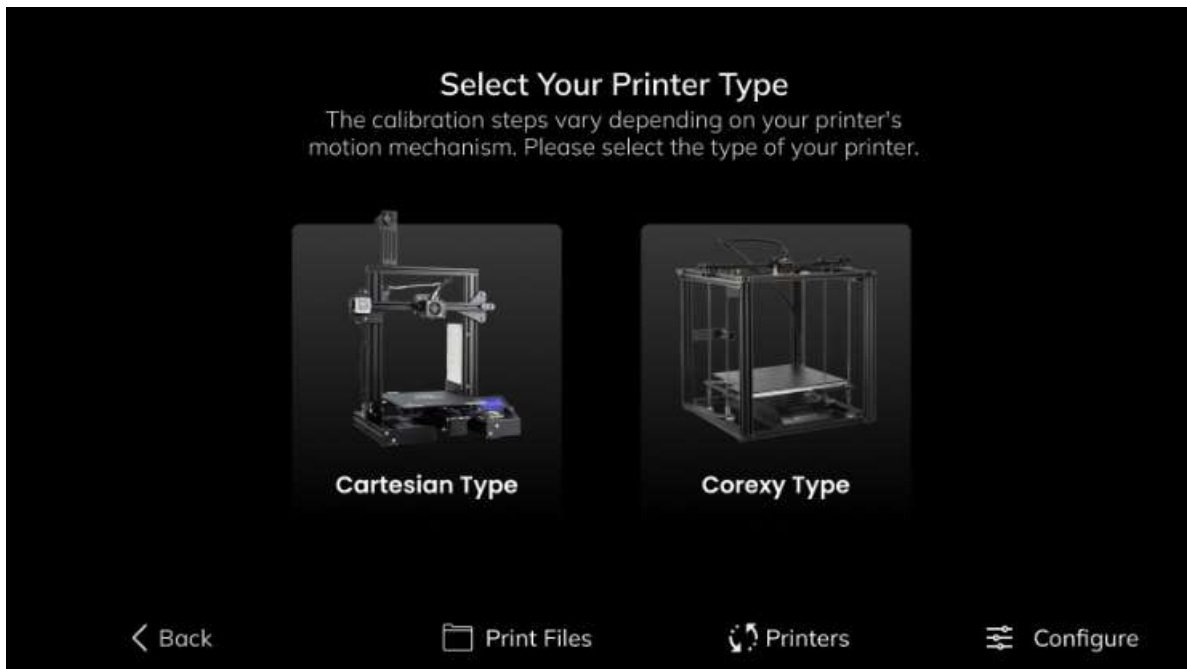 Select Your Printer Type
The calibration steps vary depending on your printer's
motion mechanism. Please select the type of your printer.
Cartesian Type
Corexy Type
Back
Print Files
Printers
Configure